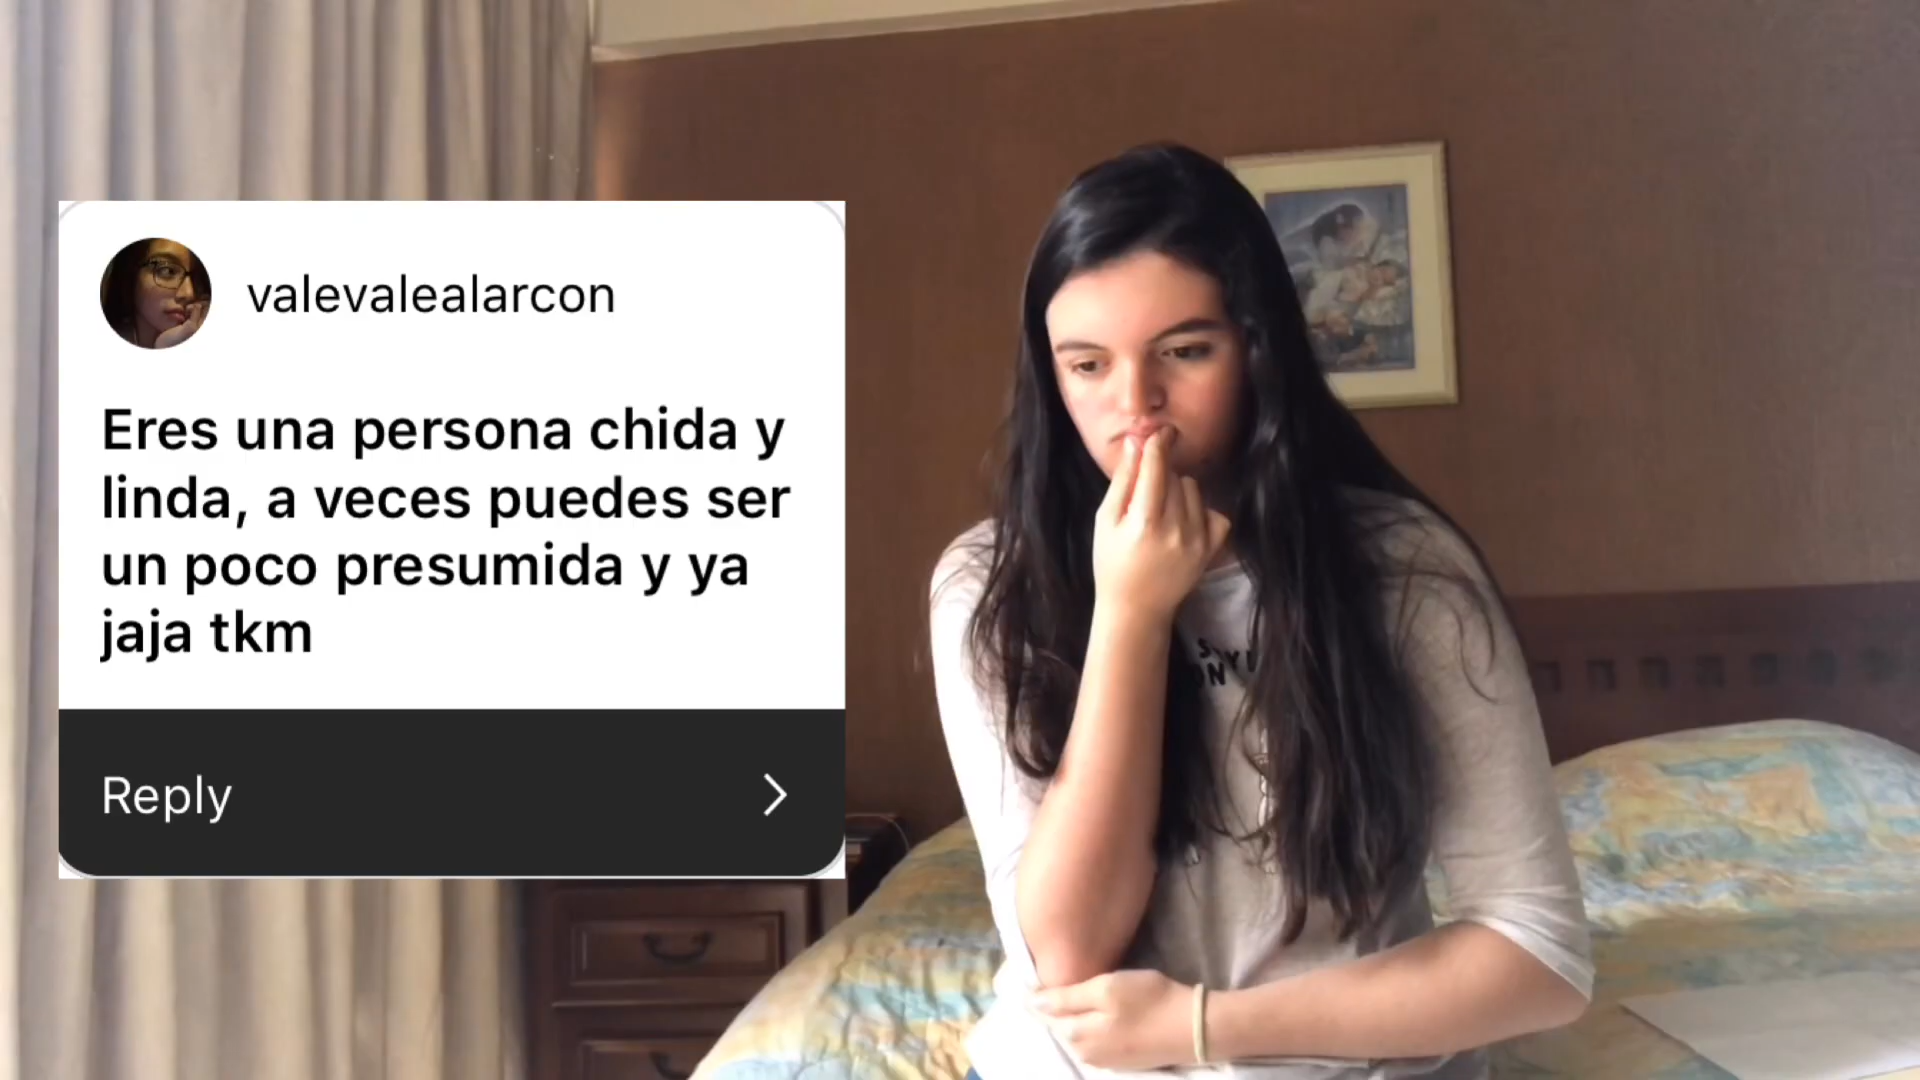 valevalealarcon
Eres una persona chida y
linda, a veces puedes ser
un poco presumida y ya
jaja tkm
Reply